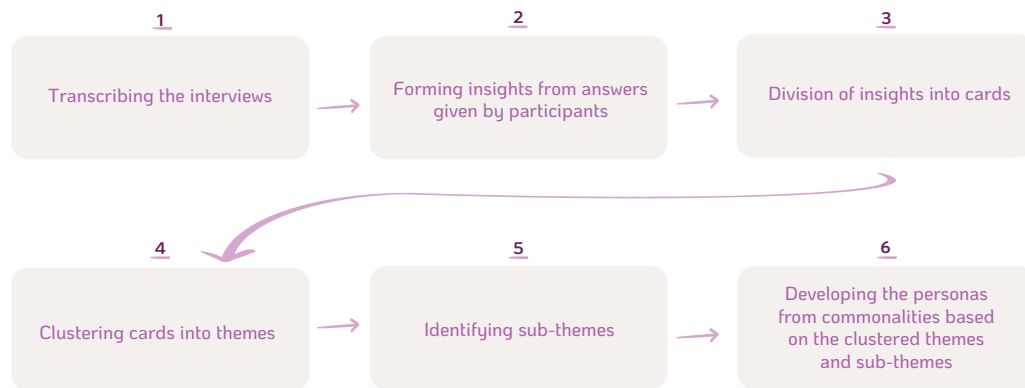 1
Transcribing the interviews
2
Forming insights from answers
given by participants
3
Division of insights into cards
4
Clustering cards into themes
5
Identifying sub-themes
6
Developing the personas
from commonalities based
on the clustered themes
and sub-themes